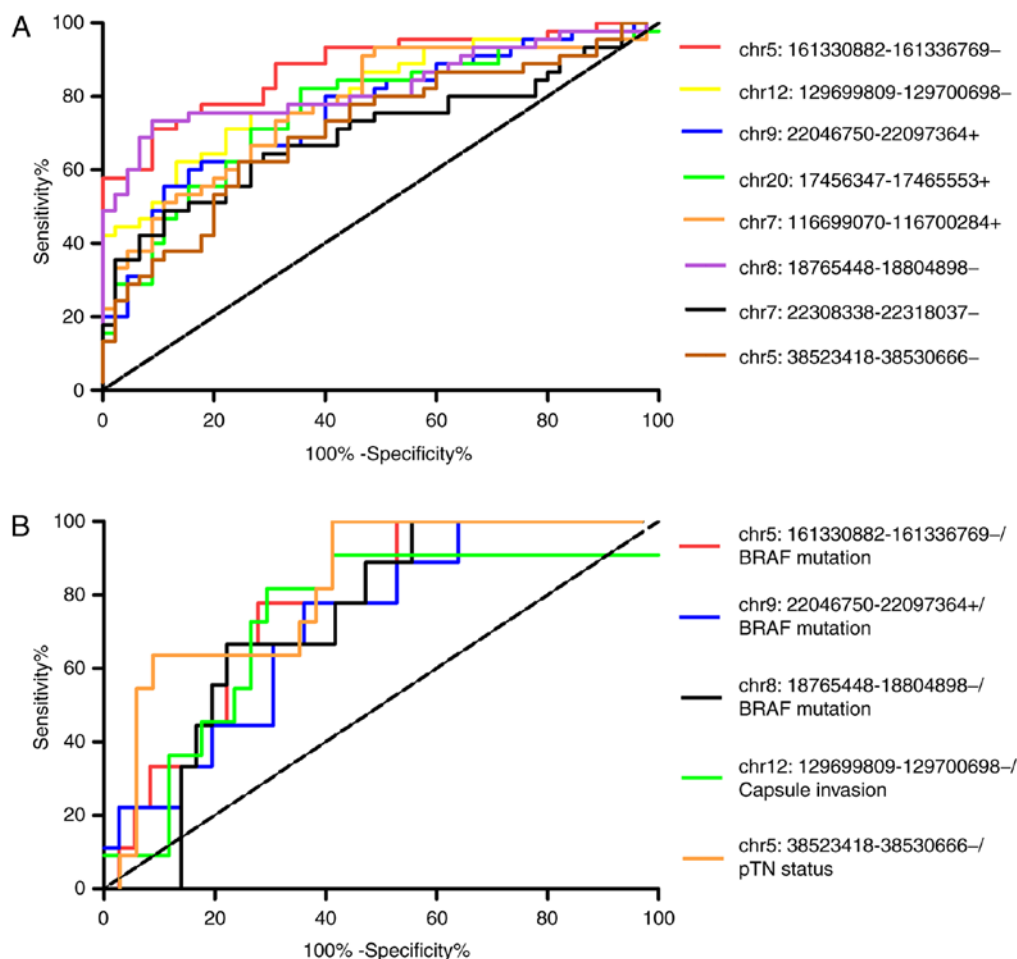 A
100
80
60
40
20
0
Sensitivity%
0 20 40 60 80 100
100% -Specificity%
chr5: 161330882-161336769–
chr12: 129699809-129700698–
chr9: 22046750-22097364+
chr20: 17456347-17465553+
chr7: 116699070-116700284+
chr8: 18765448-18804898–
chr7: 22308338-22318037–
chr5: 38523418-38530666–
B
100
80
60
40
20
0
Sensitivity%
0 20 40 60 80 100
100% -Specificity%
chr5: 161330882-161336769–/
BRAF mutation
chr9: 22046750-22097364+/
BRAF mutation
chr8: 18765448-18804898–/
BRAF mutation
chr12: 129699809-129700698–/
Capsule invasion
chr5: 38523418-38530666–/
pTN status